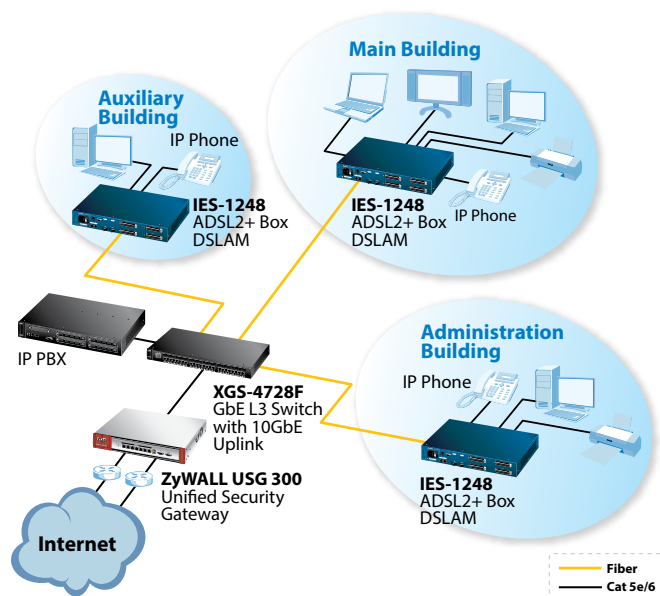 Main Building
Auxiliary
Building
IP Phone
IES-1248
ADSL2+ Box
DSLAM
IES-1248
ADSL2+ Box
DSLAM
IP Phone
IP PBX
XGS-4728F
GbE L3 Switch
with 10GbE
Uplink
Administration
Building
IP Phone
ZyWALL USG 300
Unified Security
Gateway
IES-1248
ADSL2+ Box
DSLAM
Internet
Fiber
Cat 5e/6